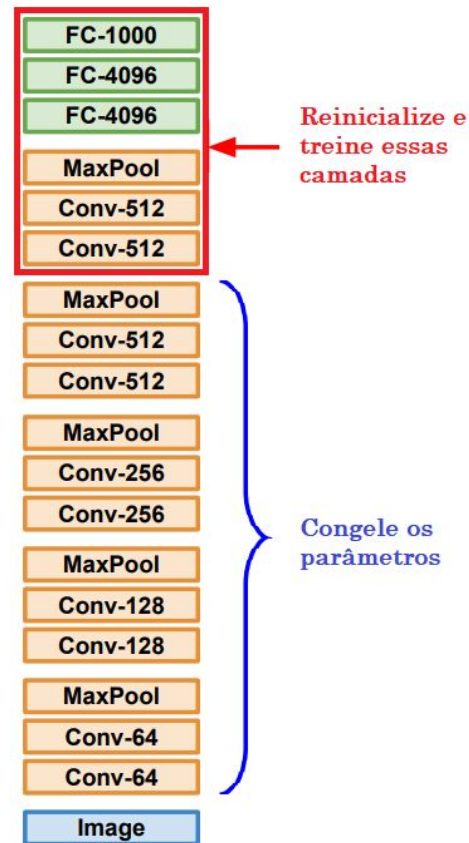 FC-1000
FC-4096
FC-4096
MaxPool
Conv-512
Conv-512
Reinicialize e
treine essas
camadas
MaxPool
Conv-512
Conv-512
MaxPool
Conv-256
Conv-256
MaxPool
Conv-128
Conv-128
MaxPool
Conv-64
Conv-64
Congele os
parâmetros
Image